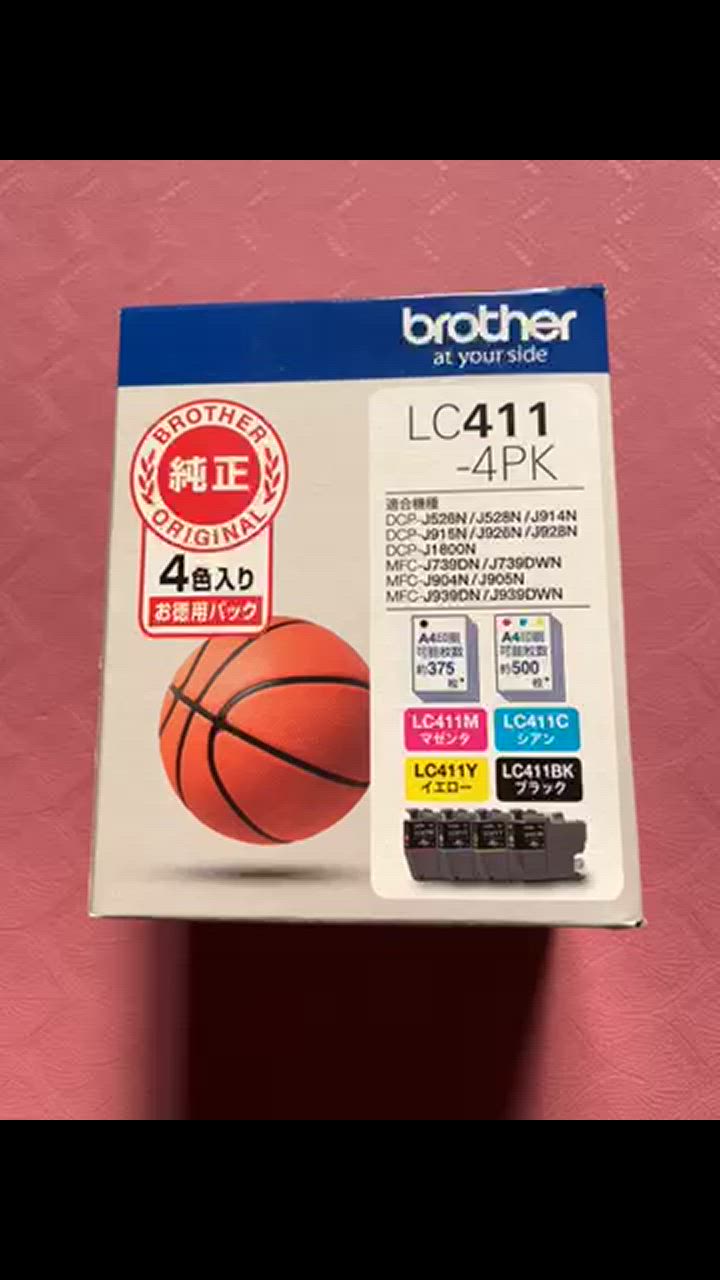 brother
at your side
BROTHER
純正
ORIGINAL
4色入り
お徳用パック
LC411
-4PK
適合機種
DCP-J526N/J528N/J914N
DCP-J915N/J926N/J928N
DCP-J1800N
MFC-J739DN/J739DWN
MFC-J904N/J905N
MFC-J939DN/J939DWN
A4印刷
可能枚数
約375
枚*
A4印刷
可能枚数
約500
枚*
LC411M
マゼンタ
LC411C
シアン
LC411Y
イエロー
LC411BK
ブラック